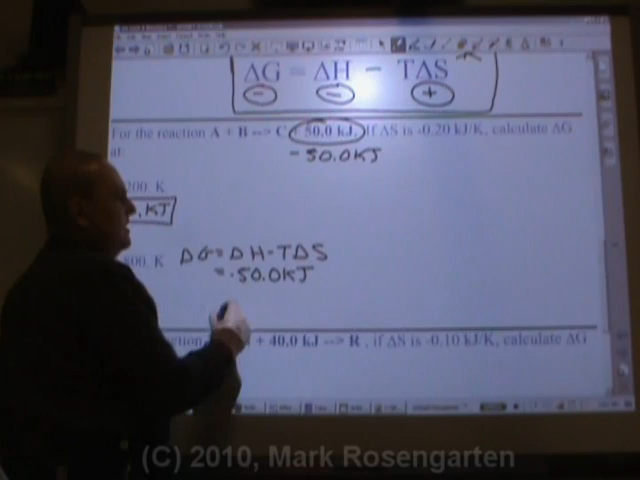 ΔG = ΔH - TΔS
- - +
For the reaction A + B --> C + 50.0 kJ, If ΔS is -0.20 kJ/K, calculate ΔG
-50.0KJ
at:
200. K
KJ
800. K ΔG=ΔH-TΔS
=-50.0KJ
+ 40.0 kJ --> R , if ΔS is -0.10 kJ/K, calculate ΔG
(C) 2010, Mark Rosengarten